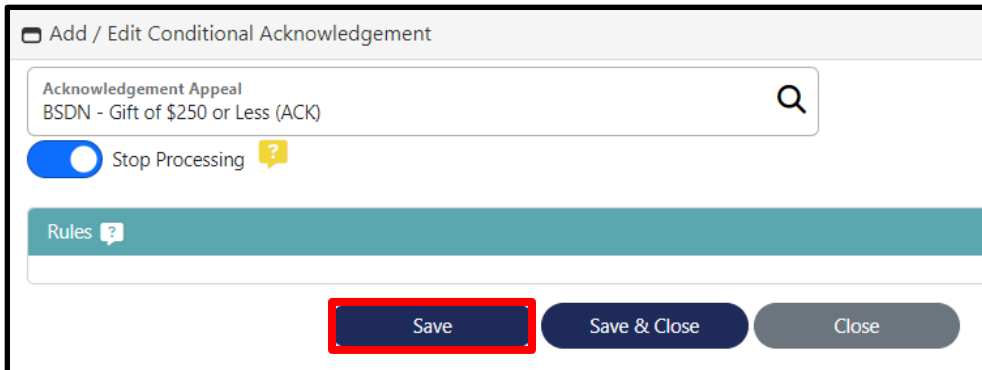 Add / Edit Conditional Acknowledgement
Acknowledgement Appeal
BSDN - Gift of $250 or Less (ACK)
Stop Processing ?
Rules ?
Save Save & Close Close